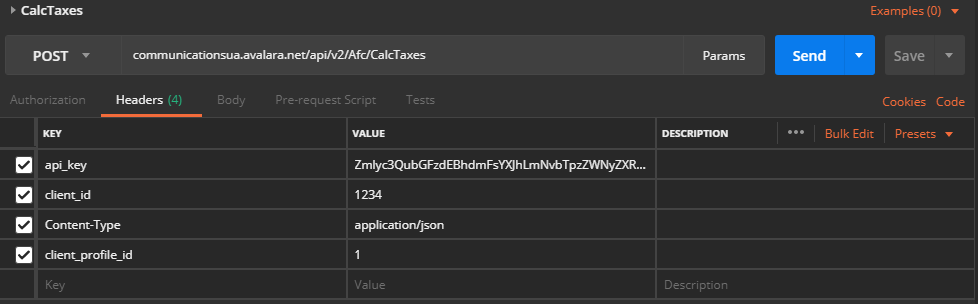 CalcTaxes Examples (0)
POST communicationsua.avalara.net/api/v2/Afc/CalcTaxes Params Send Save
Authorization Headers (4) Body Pre-request Script Tests Cookies Code
KEY VALUE DESCRIPTION ••• Bulk Edit Presets
api_key Zmlyc3QubGFzdEBhdmFsYXJhLmNvbTpzZWNyZXR...
client_id 1234
Content-Type application/json
client_profile_id 1
Key Value Description